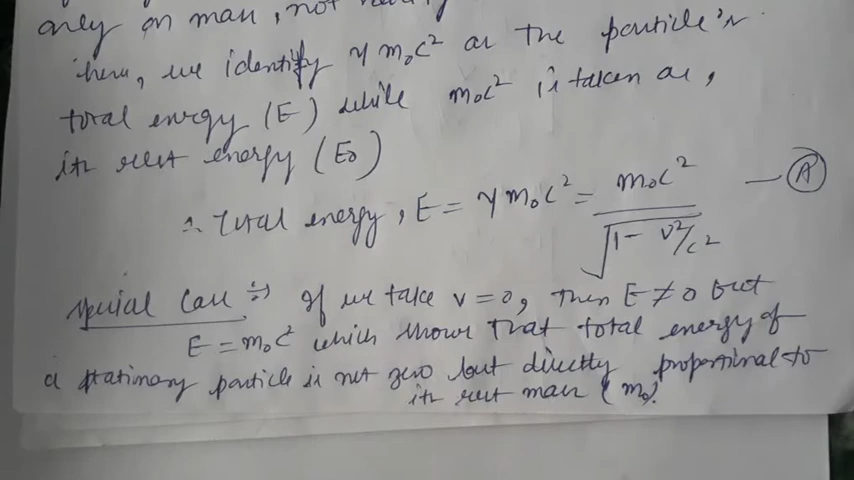 only on mass, not
here, we identify γ m₀c² as the particle's
total energy (E) while m₀c² is taken as,
its rest energy (E₀)
∴ Total energy, E = γ m₀c² = m₀c² / √(1 - v²/c²) — (A)
Special Case :→ If we take v = 0, then E ≠ 0 but
E = m₀c² which shows that total energy of
a stationary particle is not zero but directly proportional to
its rest mass (m₀).